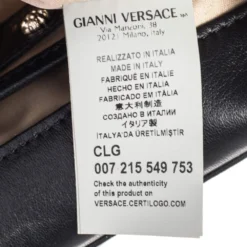 GIANNI VERSACE spa
Via Manzoni, 38
20121 Milano, Italy
REALIZZATO IN ITALIA
MADE IN ITALY
FABRIQUÉ EN ITALIE
HECHO EN ITALIA
FABRICADO EM ITÁLIA
意大利制造
СОЗДАНО В ИТАЛИИ
イタリア製
İTALYA'DA ÜRETİLMİŞTİR
CLG
007 215 549 753
Check the authenticity
of this product on
VERSACE.CERTILOGO.COM